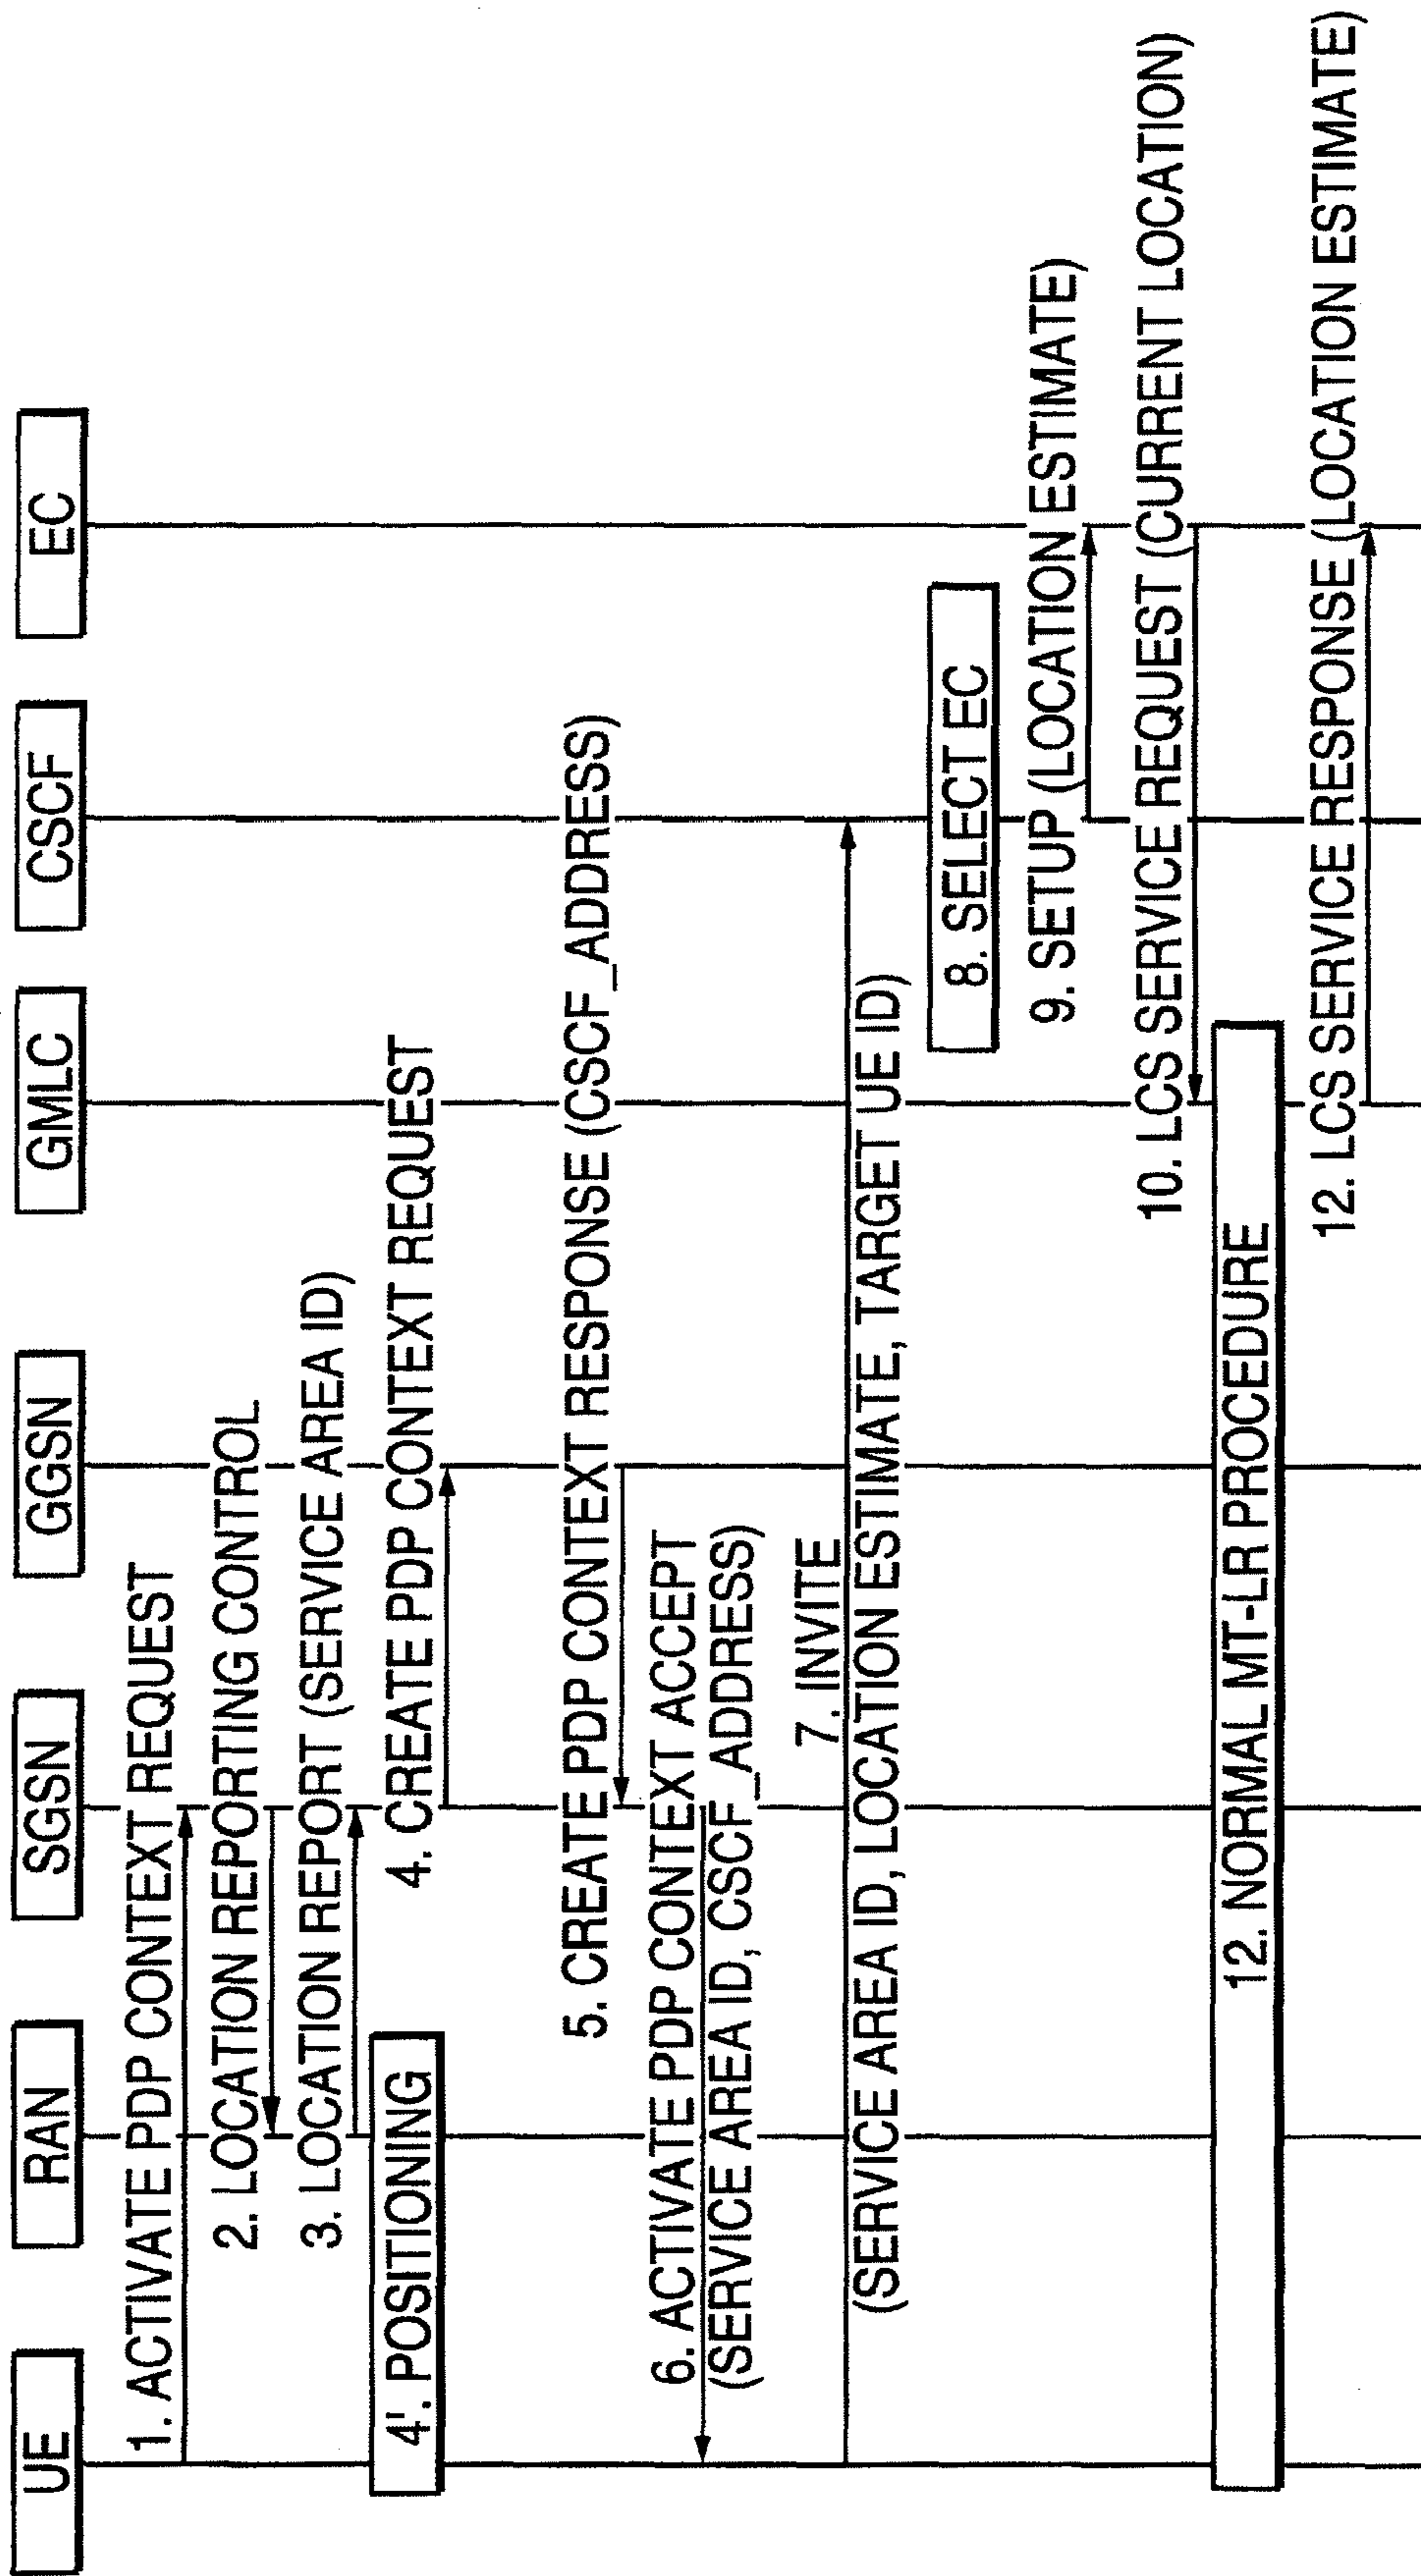 UE
RAN
SGSN
GGSN
GMLC
CSCF
EC
1. ACTIVATE PDP CONTEXT REQUEST
2. LOCATION REPORTING CONTROL
3. LOCATION REPORT (SERVICE AREA ID)
4'. POSITIONING
4. CREATE PDP CONTEXT REQUEST
5. CREATE PDP CONTEXT RESPONSE (CSCF_ADDRESS)
6. ACTIVATE PDP CONTEXT ACCEPT
(SERVICE AREA ID, CSCF_ADDRESS)
7. INVITE
(SERVICE AREA ID, LOCATION ESTIMATE, TARGET UE ID)
8. SELECT EC
9. SETUP (LOCATION ESTIMATE)
10. LCS SERVICE REQUEST (CURRENT LOCATION)
12. NORMAL MT-LR PROCEDURE
12. LCS SERVICE RESPONSE (LOCATION ESTIMATE)